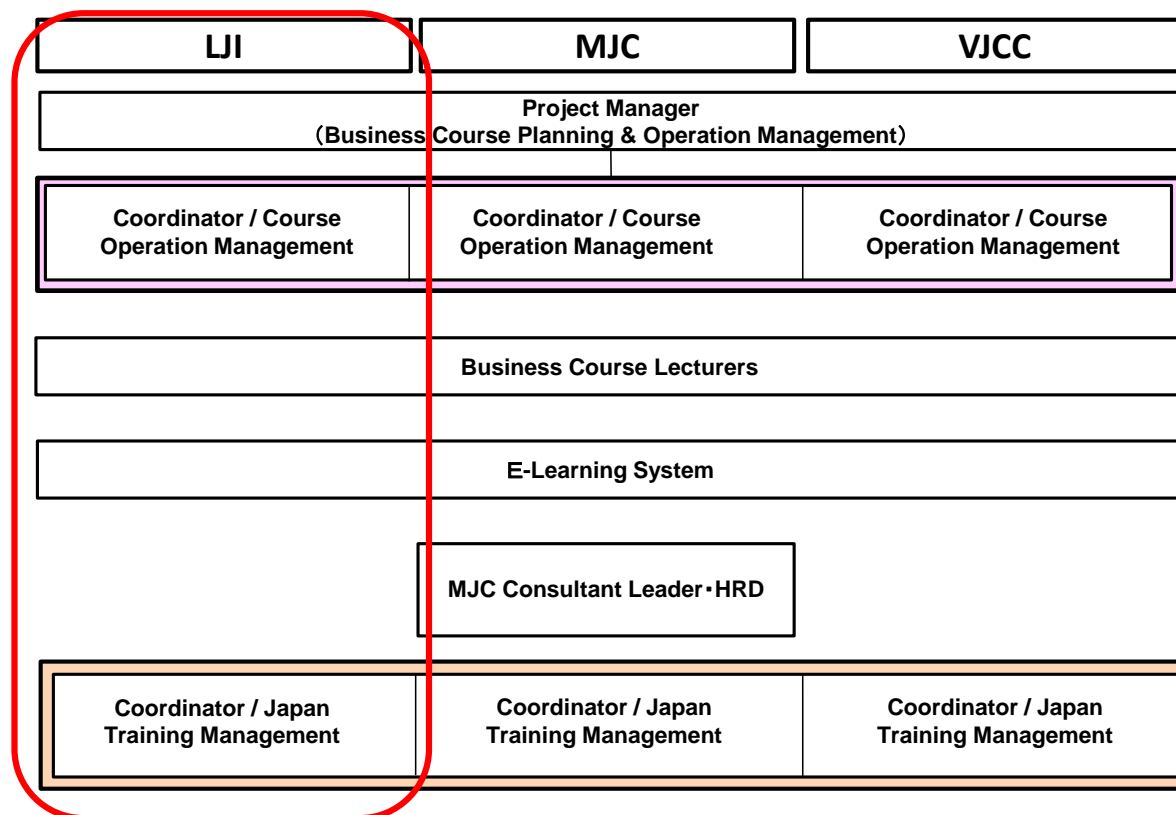 LJI MJC VJCC
Project Manager
（Business Course Planning & Operation Management）
Coordinator / Course
Operation Management
Coordinator / Course
Operation Management
Coordinator / Course
Operation Management
Business Course Lecturers
E-Learning System
MJC Consultant Leader・HRD
Coordinator / Japan
Training Management
Coordinator / Japan
Training Management
Coordinator / Japan
Training Management